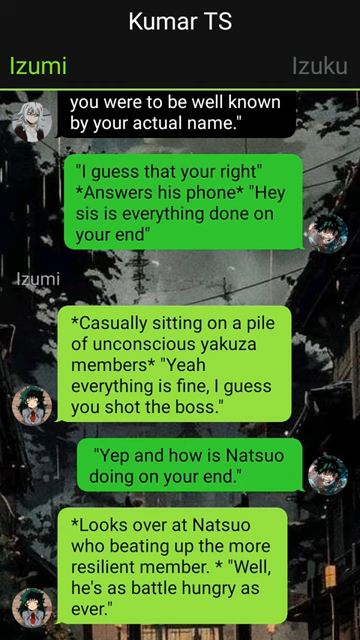 Kumar TS
Izumi
Izuku
you were to be well known
by your actual name."
"I guess that your right"
*Answers his phone* "Hey
sis is everything done on
your end"
Izumi
*Casually sitting on a pile
of unconscious yakuza
members* "Yeah
everything is fine, I guess
you shot the boss."
"Yep and how is Natsuo
doing on your end."
*Looks over at Natsuo
who beating up the more
resilient member. * "Well,
he's as battle hungry as
ever."